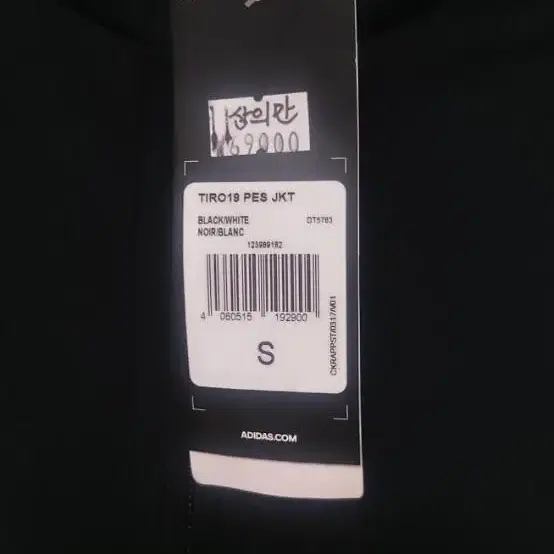 상의만
₩69000
TIRO19 PES JKT
BLACK/WHITE
NOIR/BLANC
DT5783
123989182
4 060515 192900
S
CKRAPPST/0317/M01
ADIDAS.COM